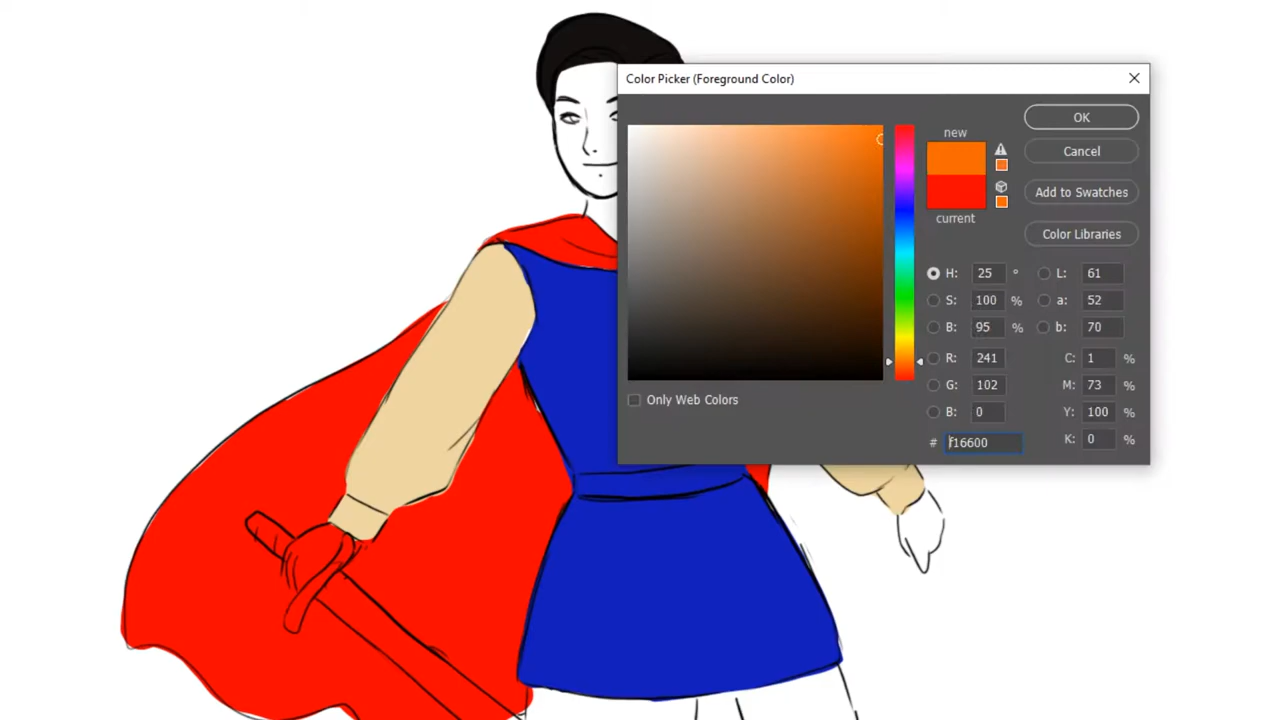 Color Picker (Foreground Color)
new
current
OK
Cancel
Add to Swatches
Color Libraries
H: 25 °
S: 100 %
B: 95 %
R: 241
G: 102
B: 0
# f16600
L: 61
a: 52
b: 70
C: 1 %
M: 73 %
Y: 100 %
K: 0 %
Only Web Colors